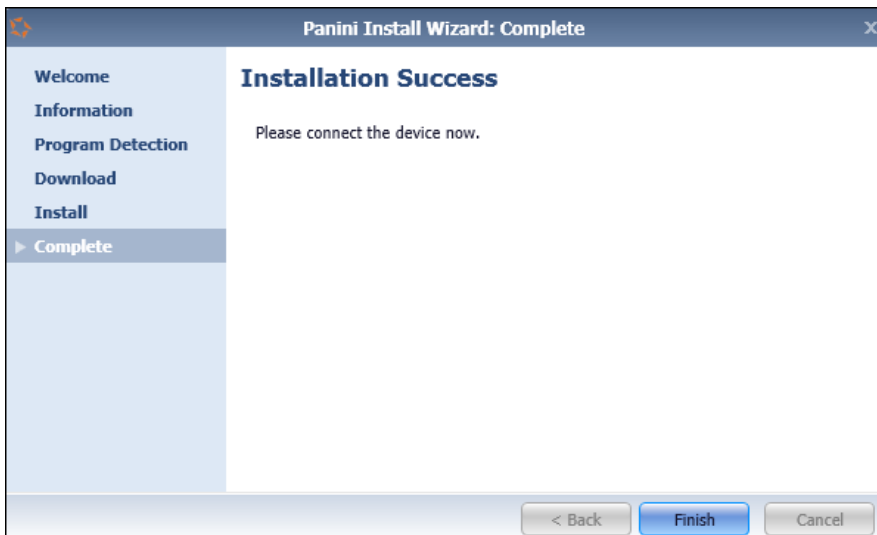 Panini Install Wizard: Complete
x
Welcome
Information
Program Detection
Download
Install
Complete
Installation Success
Please connect the device now.
< Back
Finish
Cancel